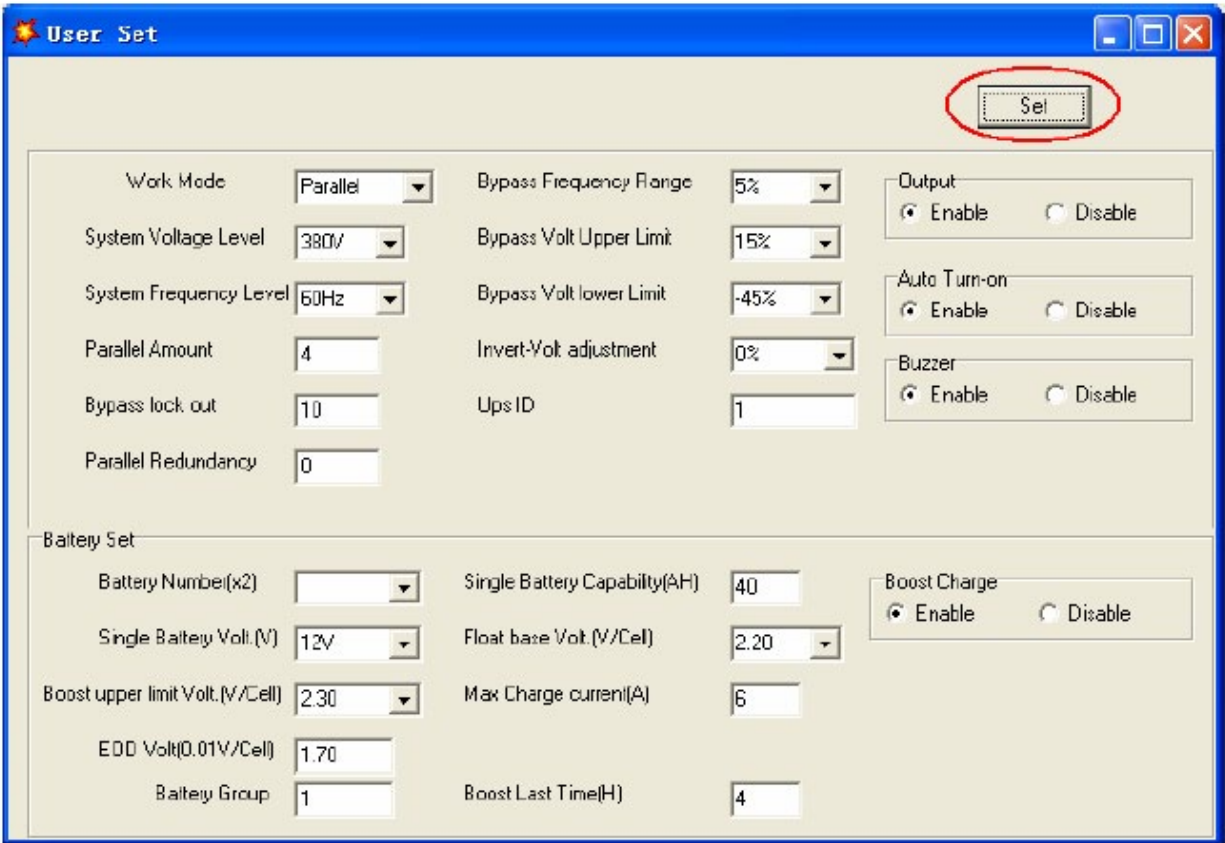 User Set
Set
Work Mode Parallel Bypass Frequency Range 5% Output
Enable Disable
System Voltage Level 380V Bypass Volt Upper Limit 15%
System Frequency Level 60Hz Bypass Volt lower Limit -45% Auto Turn-on
Enable Disable
Parallel Amount 4 Invert-Volt adjustment 0% Buzzer
Enable Disable
Bypass lock out 10 Ups ID 1
Parallel Redundancy 0
Battery Set
Battery Number(x2) Single Battery Capability(AH) 40 Boost Charge
Enable Disable
Single Battery Volt.(V) 12V Float base Volt.(V/Cell) 2.20
Boost upper limit Volt.(V/Cell) 2.30 Max Charge current(A) 6
EOD Volt(0.01V/Cell) 1.70
Battery Group 1 Boost Last Time(H) 4